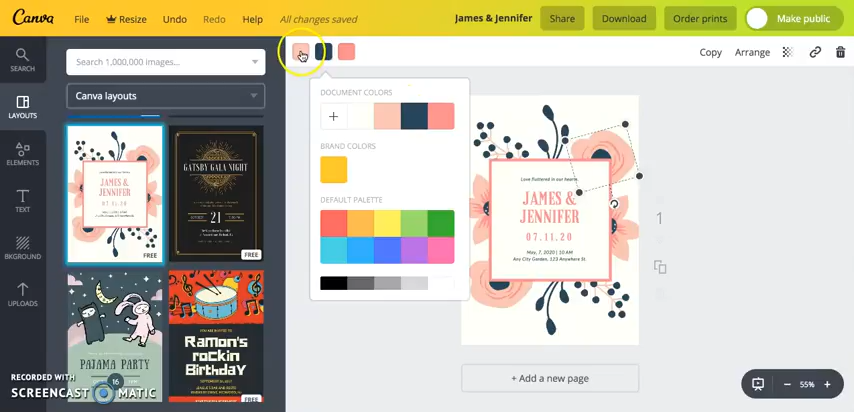 Canva
File
Resize
Undo
Redo
Help
All changes saved
James & Jennifer
Share
Download
Order prints
Make public
SEARCH
LAYOUTS
ELEMENTS
TEXT
BKGROUND
UPLOADS
Search 1,000,000 images...
Canva layouts
JAMES &
JENNIFER
07.11.20
FREE
GATSBY GALA NIGHT
21
FREE
PAJAMA PARTY
Ramon's
rockin
Birthday
FREE
RECORDED WITH
SCREENCAST MATIC
16
Copy
Arrange
DOCUMENT COLORS
+
BRAND COLORS
DEFAULT PALETTE
Love flustered in our hearts.
JAMES &
JENNIFER
07.11.20
May, 7, 2020 | 10AM
Any City Garden, 123 Anywhere St.
1
+ Add a new page
− 55% +